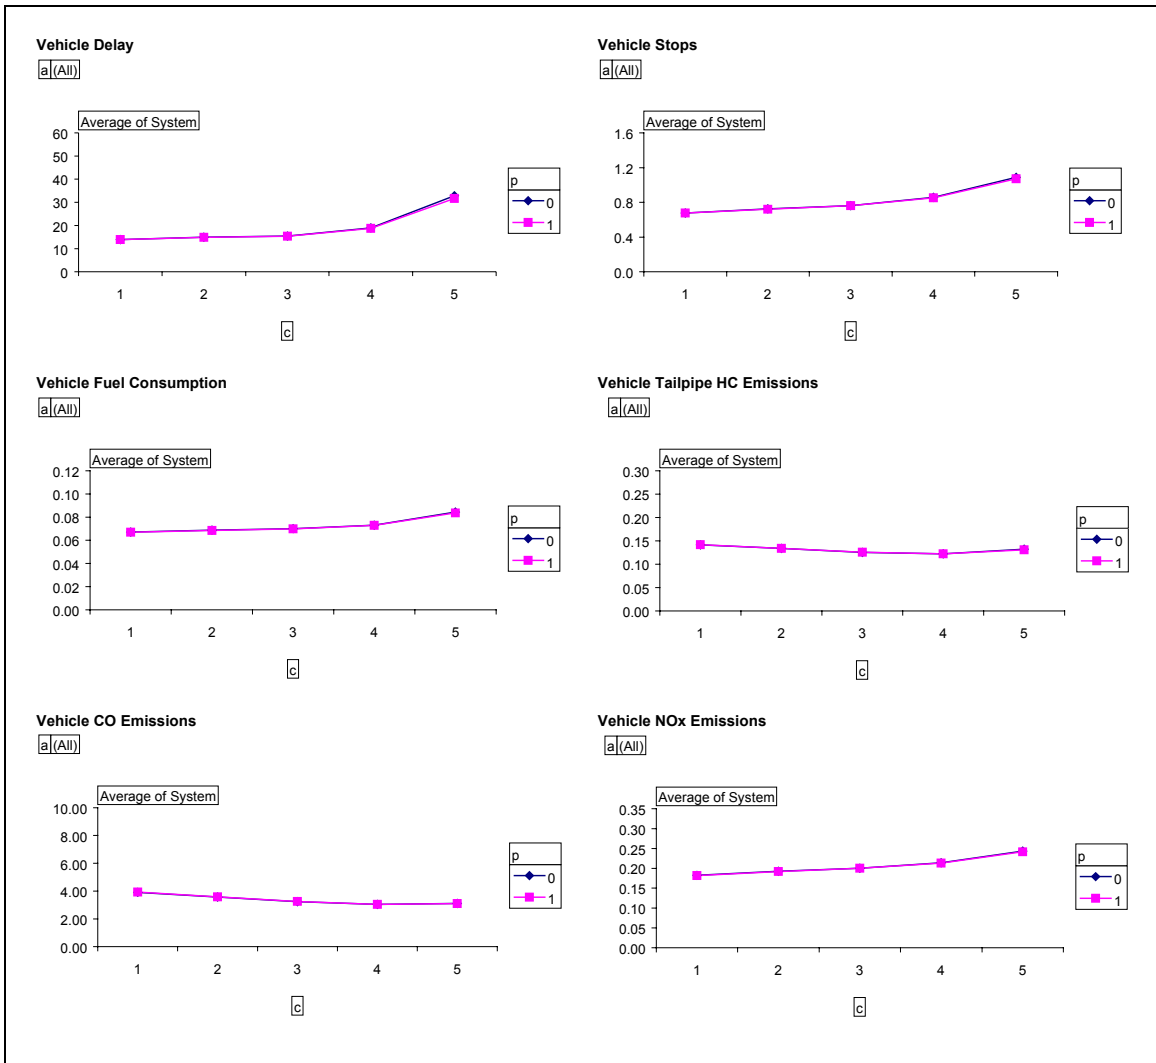 Vehicle Delay
a (All)
Average of System
60
50
40
30
20
10
0
1 2 3 4 5
c
p
0
1
Vehicle Stops
a (All)
Average of System
1.6
1.2
0.8
0.4
0.0
1 2 3 4 5
c
p
0
1
Vehicle Fuel Consumption
a (All)
Average of System
0.12
0.10
0.08
0.06
0.04
0.02
0.00
1 2 3 4 5
c
p
0
1
Vehicle Tailpipe HC Emissions
a (All)
Average of System
0.30
0.25
0.20
0.15
0.10
0.05
0.00
1 2 3 4 5
c
p
0
1
Vehicle CO Emissions
a (All)
Average of System
10.00
8.00
6.00
4.00
2.00
0.00
1 2 3 4 5
c
p
0
1
Vehicle NOx Emissions
a (All)
Average of System
0.35
0.30
0.25
0.20
0.15
0.10
0.05
0.00
1 2 3 4 5
c
p
0
1